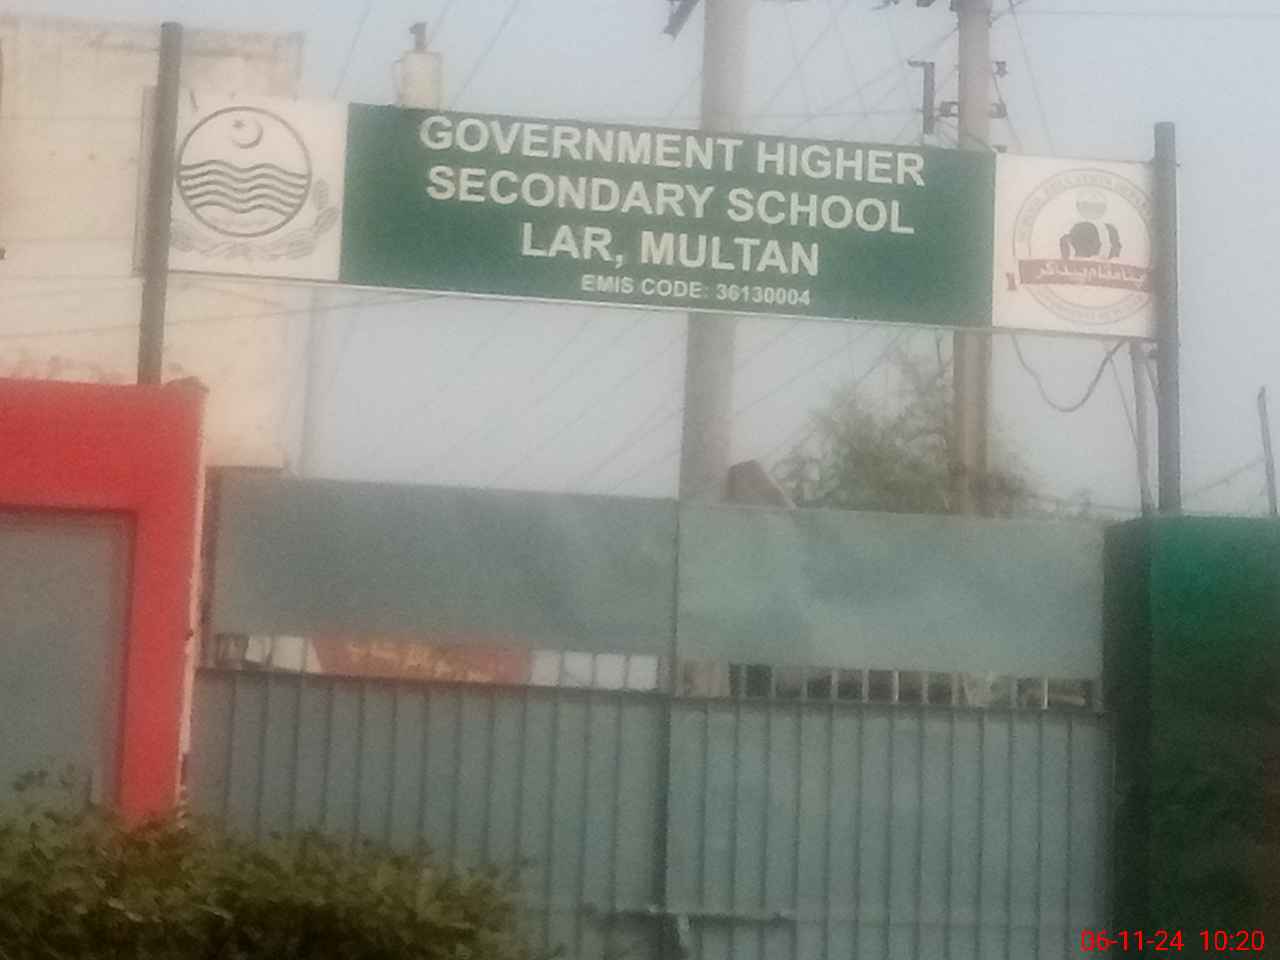 GOVERNMENT HIGHER
SECONDARY SCHOOL
LAR, MULTAN
EMIS CODE: 36130004
06-11-24 10:20